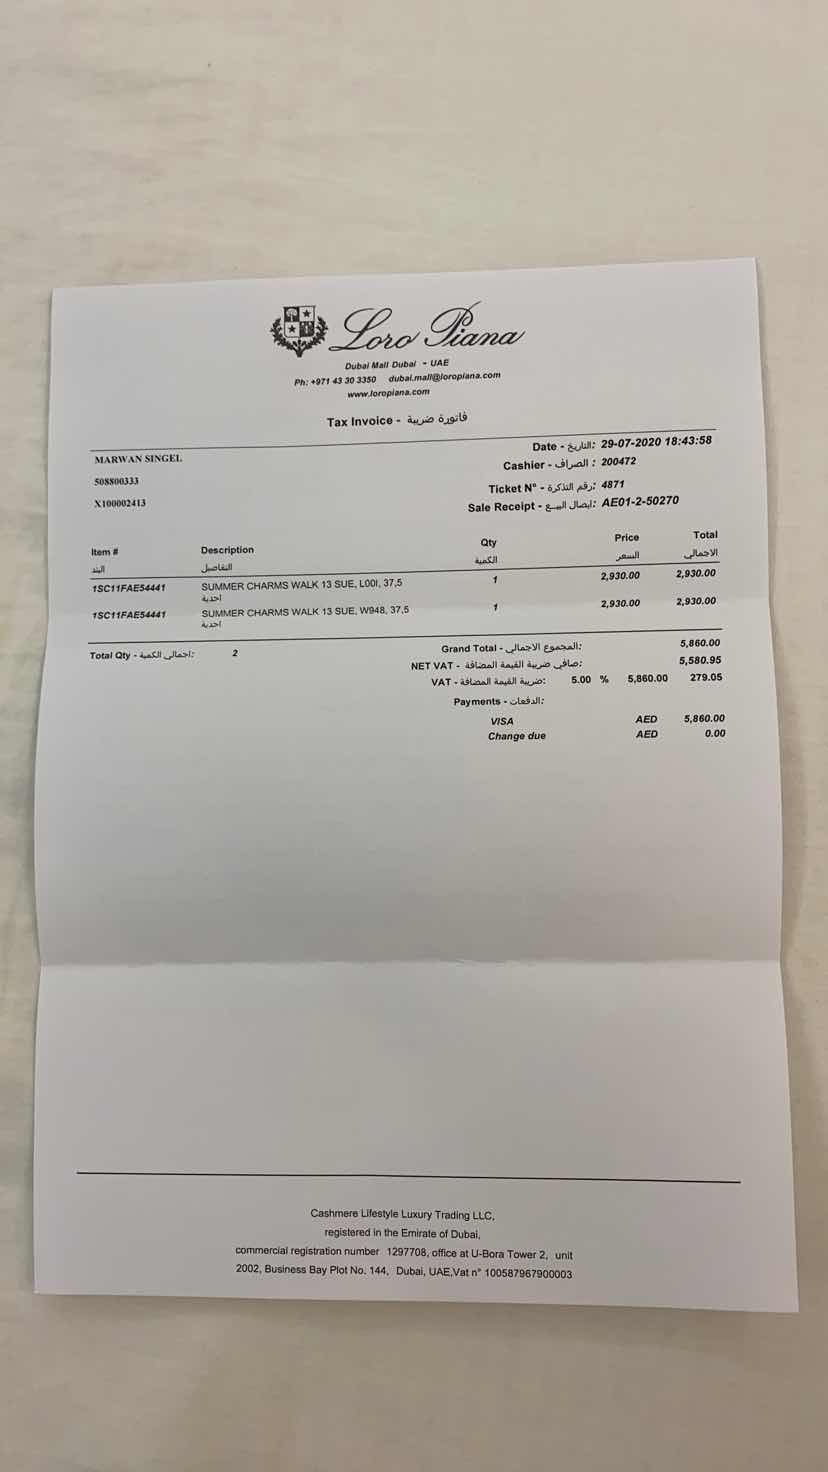 Loro Piana
Dubai Mall Dubai - UAE
Ph: +971 43 30 3350 dubai.mall@loropiana.com
www.loropiana.com
Tax Invoice - فاتورة ضريبة
MARWAN SINGEL
508800333
X100002413
Date - التاريخ: 29-07-2020 18:43:58
Cashier - الصراف : 200472
Ticket N° - رقم التذكرة: 4871
Sale Receipt - ايصال البيع: AE01-2-50270
Item # Description Qty Price Total
البند التفاصيل الكمية السعر الاجمالي
1SC11FAE54441 SUMMER CHARMS WALK 13 SUE, L00I, 37,5 1 2,930.00 2,930.00
احدية
1SC11FAE54441 SUMMER CHARMS WALK 13 SUE, W948, 37,5 1 2,930.00 2,930.00
احدية
Total Qty - اجمالي الكمية: 2
Grand Total - المجموع الاجمالي: 5,860.00
NET VAT - صافي ضريبة القيمة المضافة: 5,580.95
VAT - ضريبة القيمة المضافة: 5.00 % 5,860.00 279.05
Payments - الدفعات:
VISA AED 5,860.00
Change due AED 0.00
Cashmere Lifestyle Luxury Trading LLC,
registered in the Emirate of Dubai,
commercial registration number 1297708, office at U-Bora Tower 2, unit
2002, Business Bay Plot No. 144, Dubai, UAE,Vat n° 100587967900003